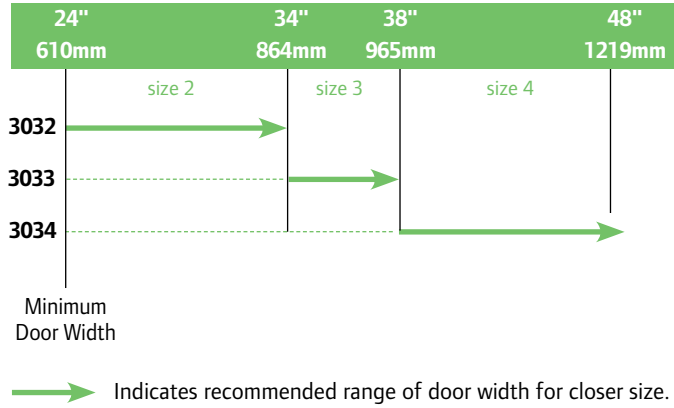 24" 34" 38" 48"
610mm 864mm 965mm 1219mm
size 2 size 3 size 4
3032
3033
3034
Minimum
Door Width
Indicates recommended range of door width for closer size.